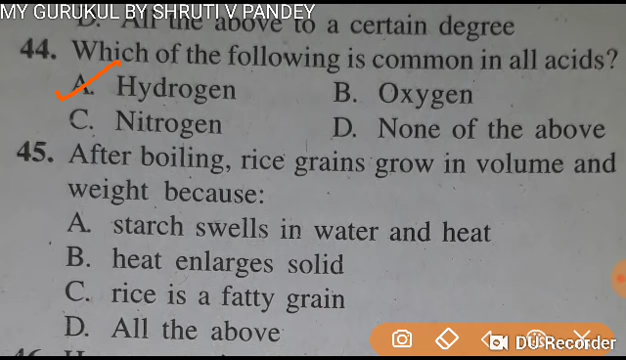 MY GURUKUL BY SHRUTI V PANDEY
D. All the above to a certain degree
44. Which of the following is common in all acids?
A. Hydrogen B. Oxygen
C. Nitrogen D. None of the above
45. After boiling, rice grains grow in volume and
weight because:
A. starch swells in water and heat
B. heat enlarges solid
C. rice is a fatty grain
D. All the above
DU Recorder